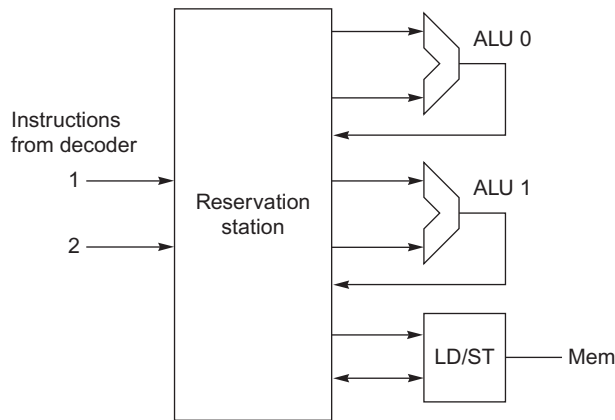 ALU 0
Instructions
from decoder
1
2
Reservation
station
ALU 1
LD/ST
Mem